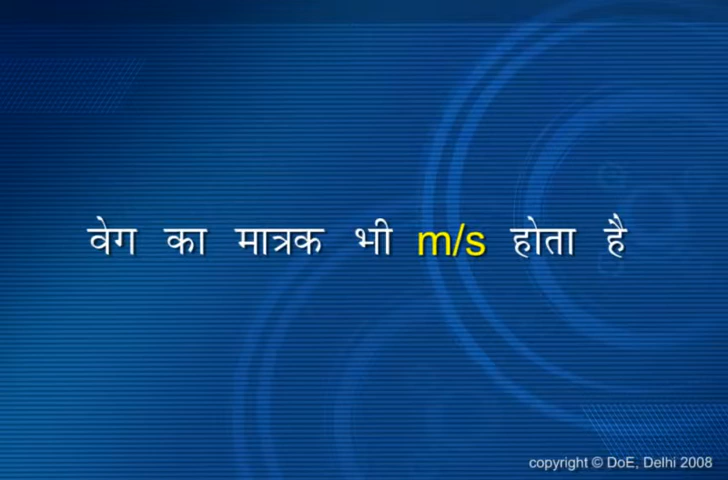 वेग का मात्रक भी m/s होता है
copyright © DoE, Delhi 2008